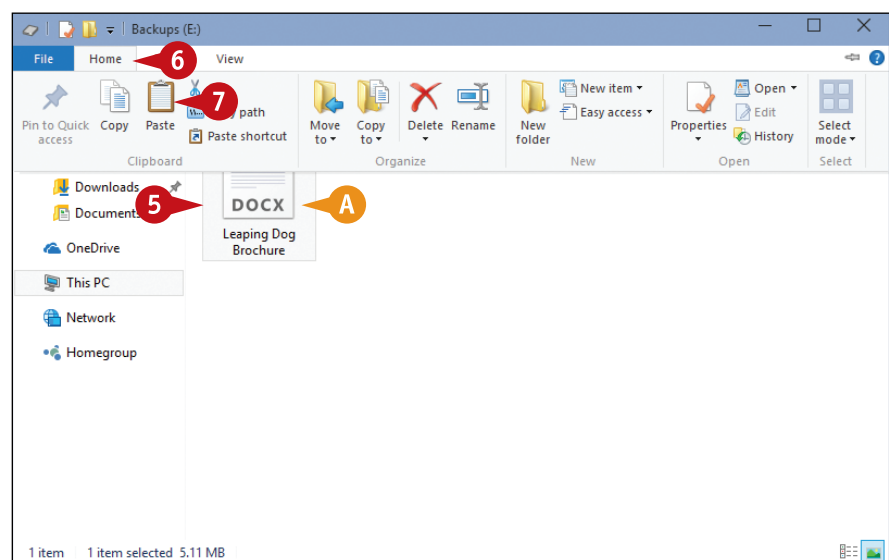 Backups (E:)
File Home 6 View
7 path
Pin to Quick access Copy Paste Paste shortcut Move to Copy to Delete Rename New folder New item Easy access Properties Open Edit History Select mode
Clipboard Organize New Open Select
Downloads
Documents
5 DOCX A
Leaping Dog
Brochure
OneDrive
This PC
Network
Homegroup
1 item 1 item selected 5.11 MB